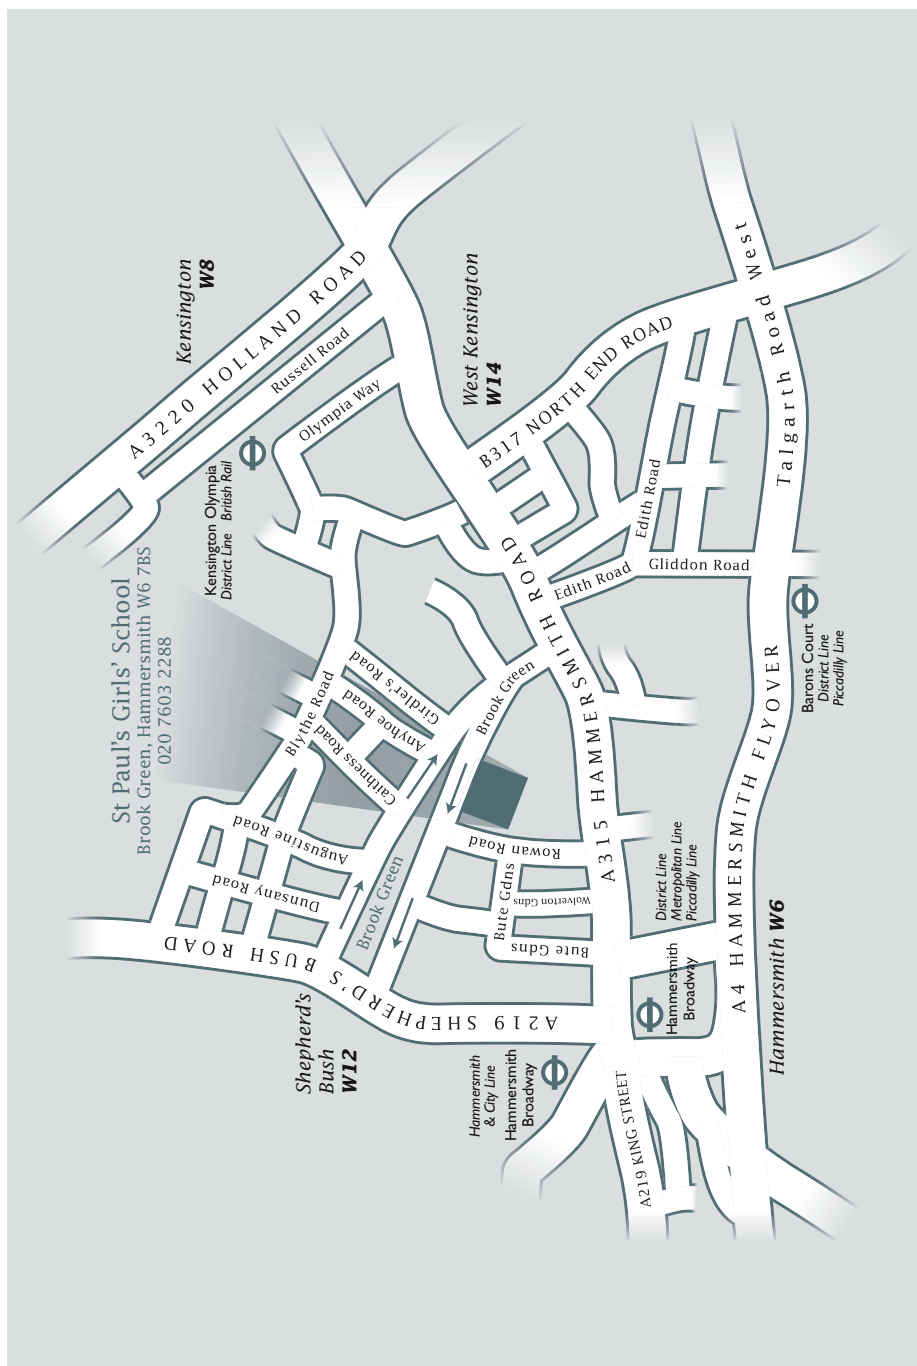 St Paul's Girls' School
Brook Green, Hammersmith W6 7BS
020 7603 2288
Kensington
W8
A3220 HOLLAND ROAD
Russell Road
Olympia Way
Kensington Olympia
District Line British Rail
West Kensington
W14
B317 NORTH END ROAD
Talgarth Road West
Edith Road
Edith Road
Gliddon Road
Barons Court
District Line
Piccadilly Line
Blythe Road
Girdler's Road
Anyhoe Road
Caithness Road
Brook Green
Augustine Road
Dunsany Road
Brook Green
Rowan Road
Bute Gdns
Wolverton Gdns
Bute Gdns
A315 HAMMERSMITH ROAD
A4 HAMMERSMITH FLYOVER
District Line
Metropolitan Line
Piccadilly Line
Hammersmith
Broadway
Hammersmith W6
A219 SHEPHERD'S BUSH ROAD
Shepherd's
Bush
W12
Hammersmith
& City Line
Hammersmith
Broadway
A219 KING STREET